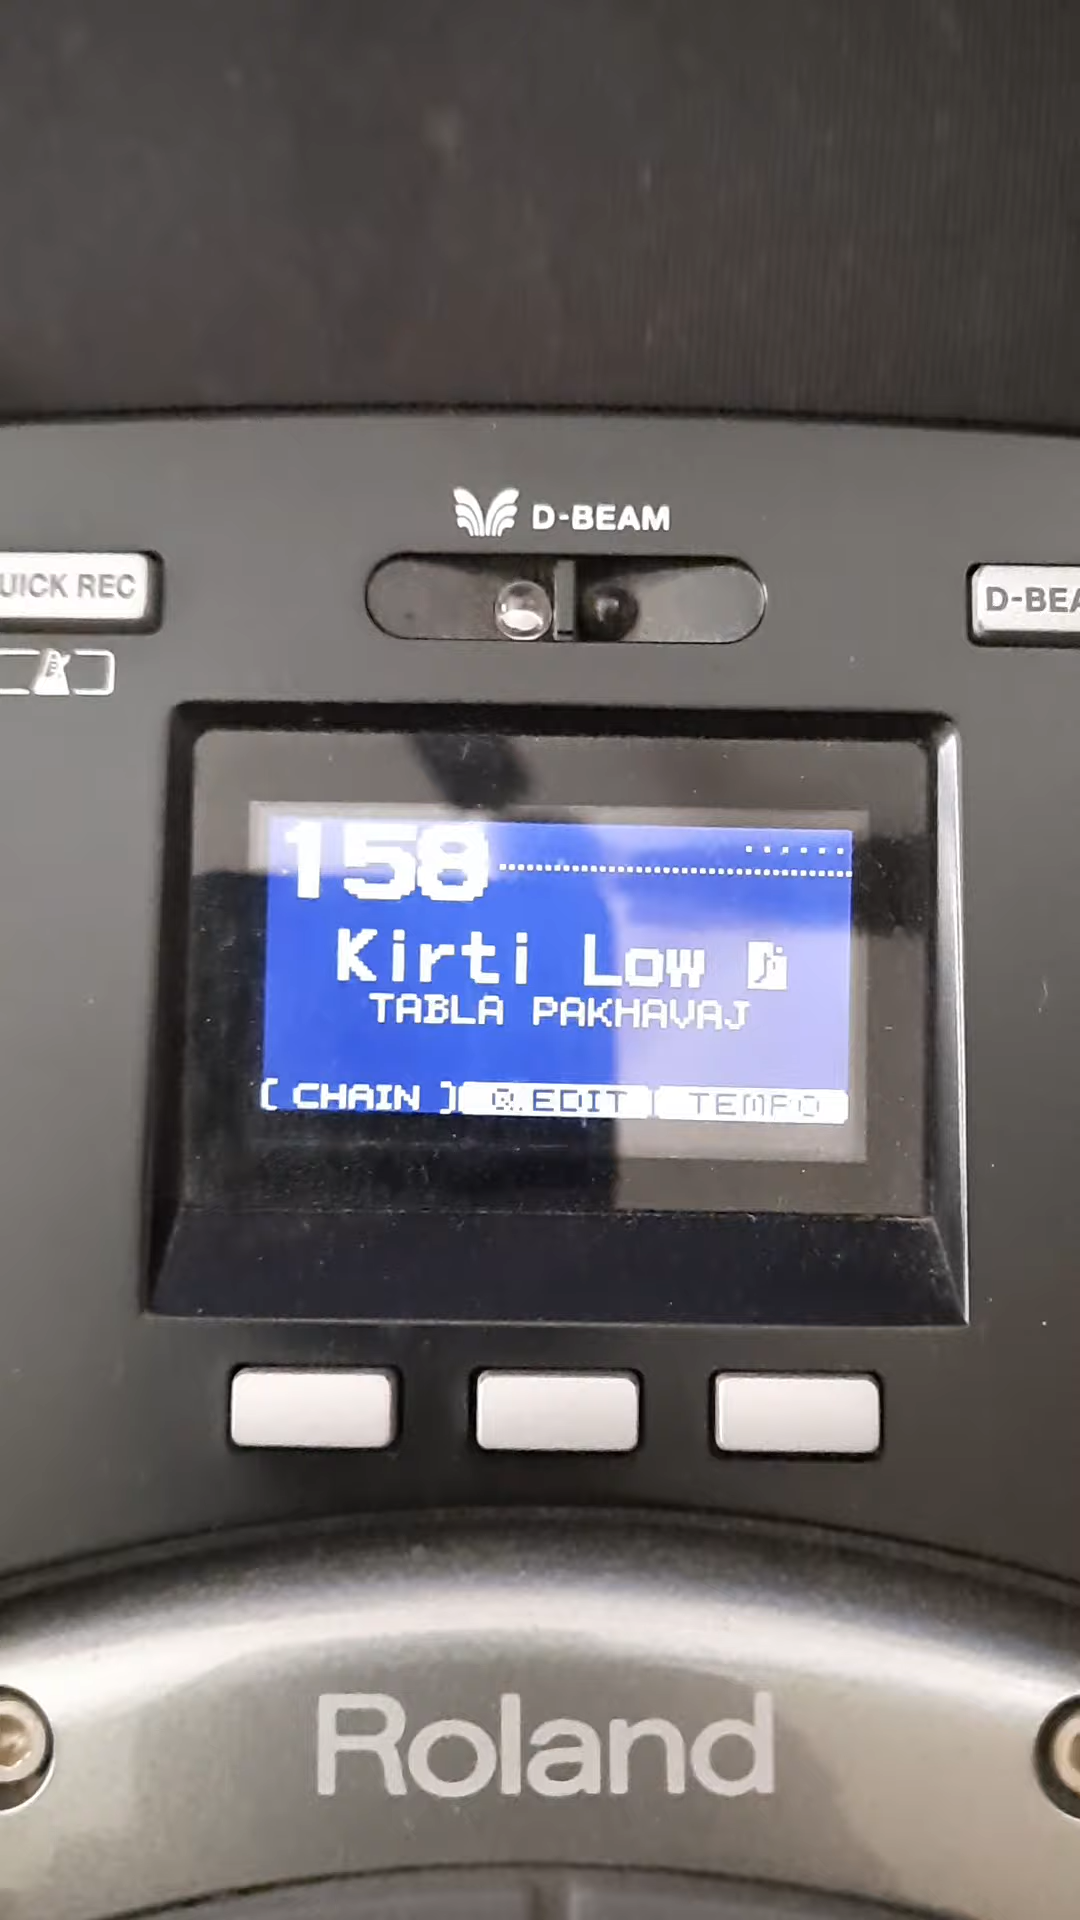 D-BEAM
UICK REC
D-BEA
158
Kirti Low
TABLA PAKHAVAJ
[ CHAIN ] Q.EDIT TEMPO
Roland